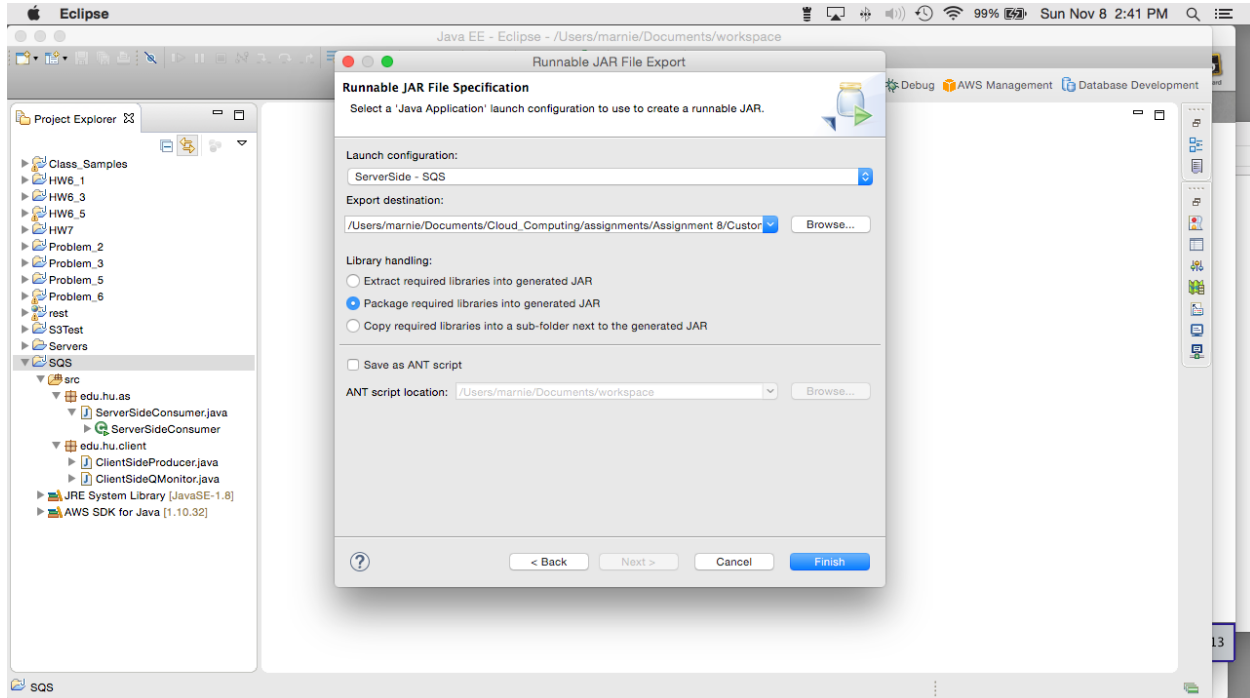 Eclipse
99%
Sun Nov 8 2:41 PM
Java EE - Eclipse - /Users/marnie/Documents/workspace
Runnable JAR File Export
Debug AWS Management Database Development
Runnable JAR File Specification
Select a 'Java Application' launch configuration to use to create a runnable JAR.
Project Explorer
Class_Samples
HW6_1
HW6_3
HW6_5
HW7
Problem_2
Problem_3
Problem_5
Problem_6
rest
S3Test
Servers
SQS
src
edu.hu.as
ServerSideConsumer.java
ServerSideConsumer
edu.hu.client
ClientSideProducer.java
ClientSideQMonitor.java
JRE System Library [JavaSE-1.8]
AWS SDK for Java [1.10.32]
Launch configuration:
ServerSide - SQS
Export destination:
/Users/marnie/Documents/Cloud_Computing/assignments/Assignment 8/Custor
Browse...
Library handling:
Extract required libraries into generated JAR
Package required libraries into generated JAR
Copy required libraries into a sub-folder next to the generated JAR
Save as ANT script
ANT script location: /Users/marnie/Documents/workspace
Browse...
?
< Back
Next >
Cancel
Finish
13
SQS